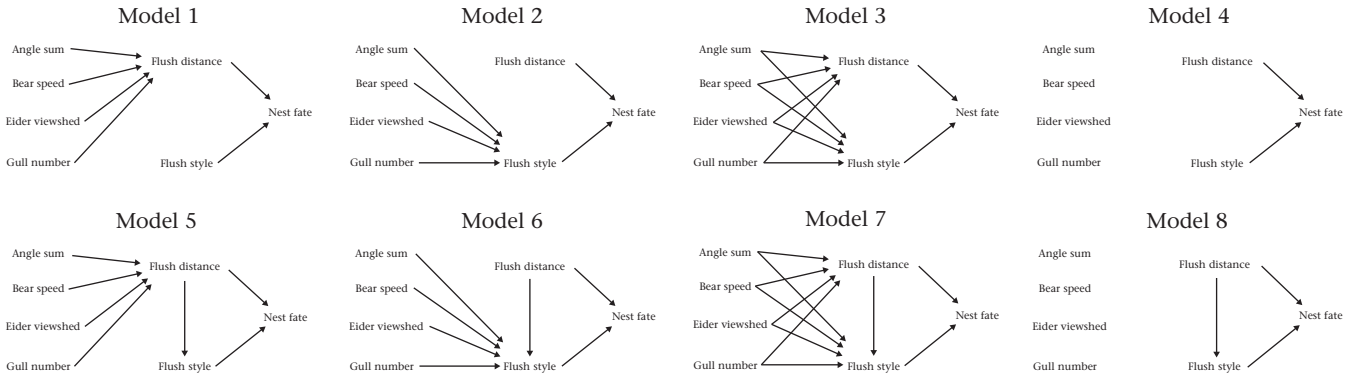 Model 1
Angle sum
Flush distance
Bear speed
Nest fate
Eider viewshed
Gull number
Flush style
Model 2
Angle sum
Flush distance
Bear speed
Nest fate
Eider viewshed
Gull number
Flush style
Model 3
Angle sum
Flush distance
Bear speed
Nest fate
Eider viewshed
Gull number
Flush style
Model 4
Angle sum
Flush distance
Bear speed
Nest fate
Eider viewshed
Gull number
Flush style
Model 5
Angle sum
Flush distance
Bear speed
Nest fate
Eider viewshed
Gull number
Flush style
Model 6
Angle sum
Flush distance
Bear speed
Nest fate
Eider viewshed
Gull number
Flush style
Model 7
Angle sum
Flush distance
Bear speed
Nest fate
Eider viewshed
Gull number
Flush style
Model 8
Angle sum
Flush distance
Bear speed
Nest fate
Eider viewshed
Gull number
Flush style